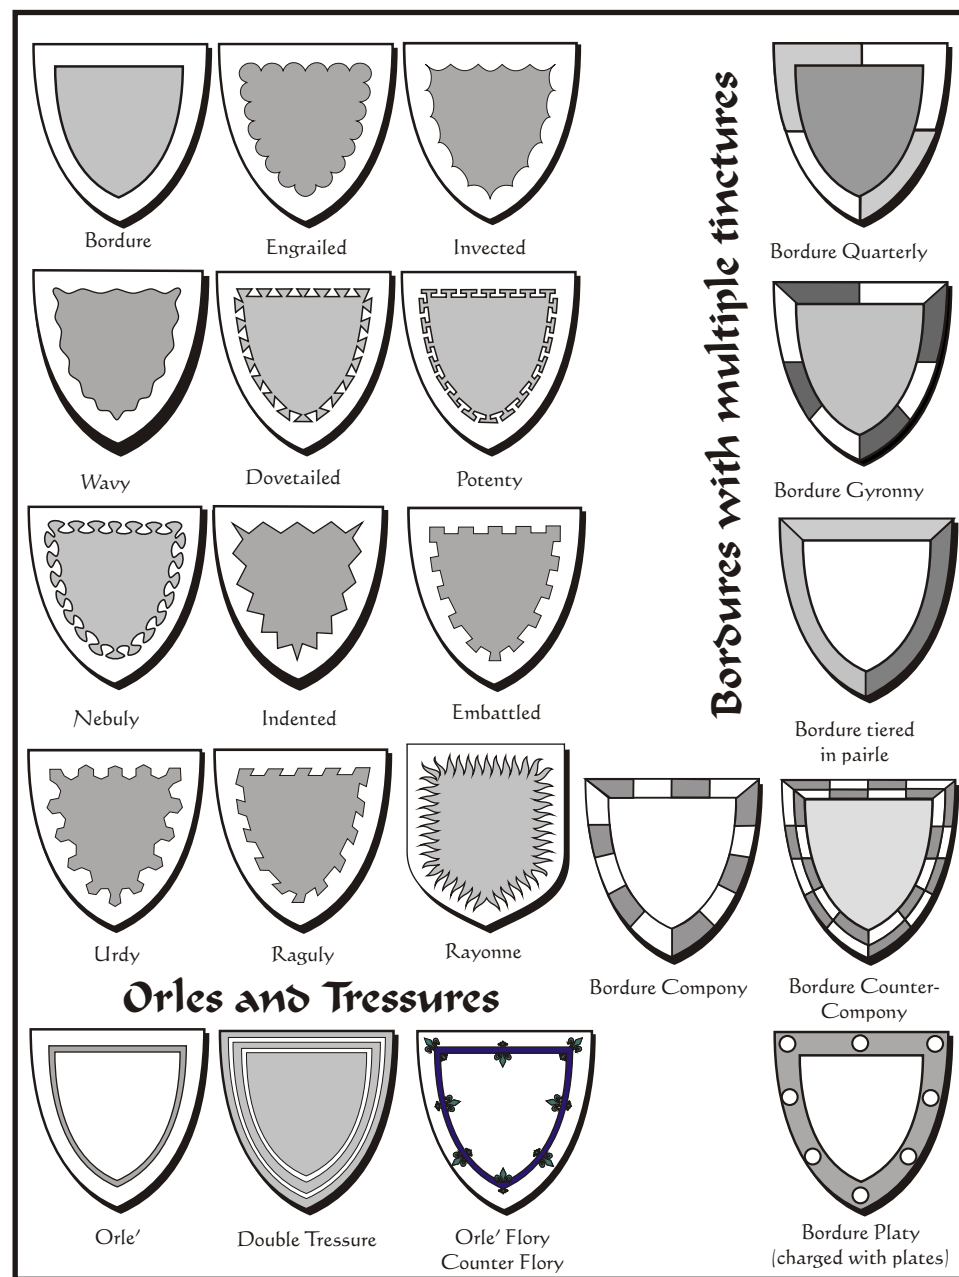 Bordure
Engrailed
Invected
Bordures with multiple tinctures
Bordure Quarterly
Wavy
Dovetailed
Potenty
Bordure Gyronny
Nebuly
Indented
Embattled
Bordure tiered
in pairle
Urdy
Raguly
Rayonne
Bordure Compony
Bordure Counter-
Compony
Orles and Tressures
Orle'
Double Tressure
Orle' Flory
Counter Flory
Bordure Platy
(charged with plates)